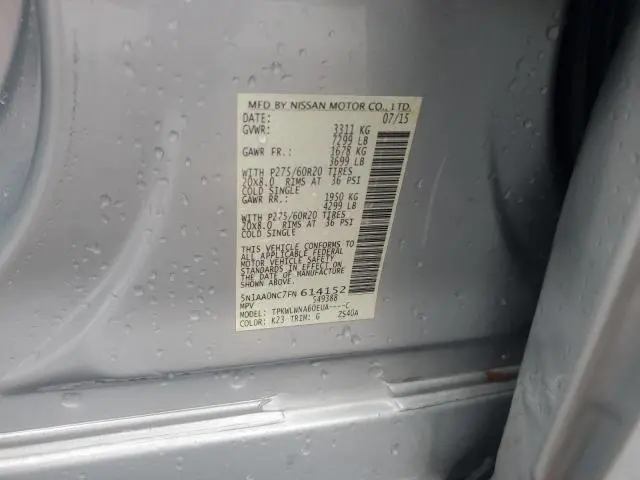 MFD BY NISSAN MOTOR CO., LTD.
DATE: 07/15
GVWR: 3311 KG
7299 LB
GAWR FR.: 1678 KG
3699 LB
WITH P275/60R20 TIRES
20X8.0 RIMS AT 36 PSI
COLD SINGLE
GAWR RR.: 1950 KG
4299 LB
WITH P275/60R20 TIRES
20X8.0 RIMS AT 36 PSI
COLD SINGLE
THIS VEHICLE CONFORMS TO
ALL APPLICABLE FEDERAL
MOTOR VEHICLE SAFETY
STANDARDS IN EFFECT ON
THE DATE OF MANUFACTURE
SHOWN ABOVE.
5N1AA0NC7FN614152
MPV 549388
MODEL: TPKWLWNA60EUA----C
COLOR: K23 TRIM: G ZS40A